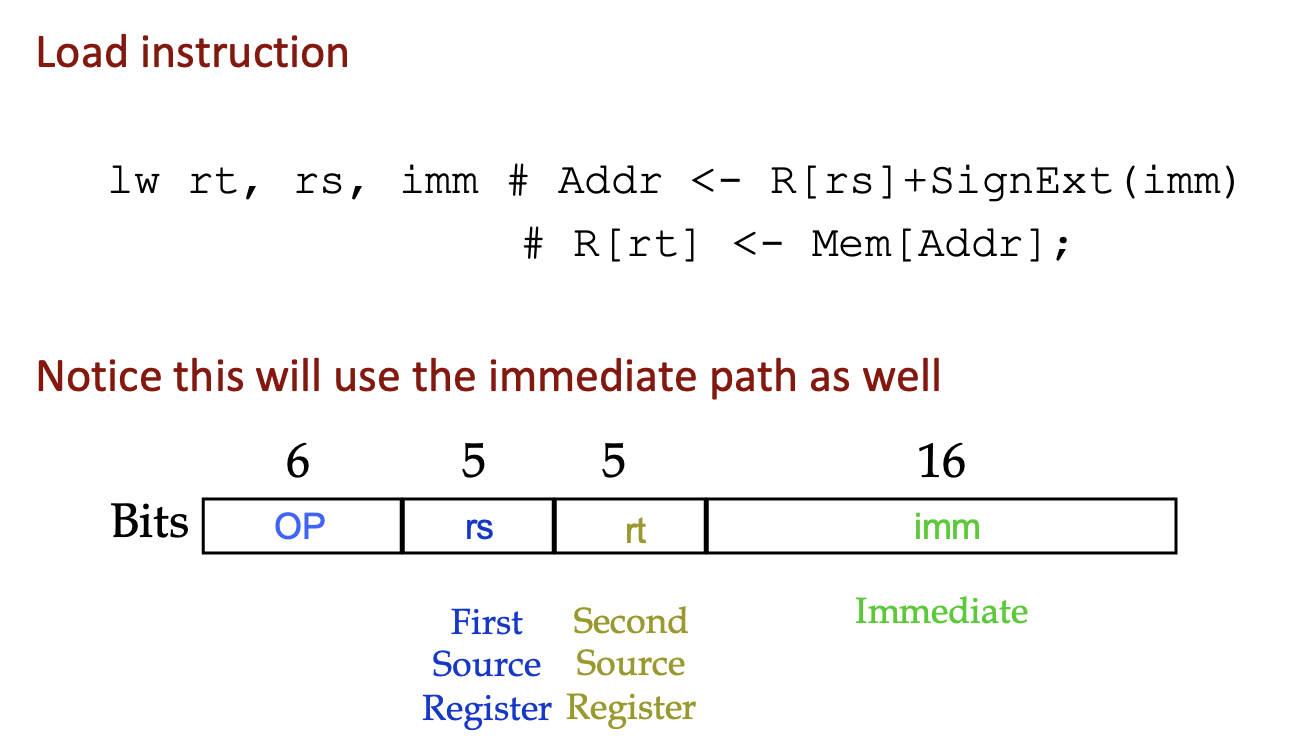 Load instruction
lw rt, rs, imm # Addr <- R[rs]+SignExt(imm)
# R[rt] <- Mem[Addr];
Notice this will use the immediate path as well
6 5 5 16
Bits OP rs rt imm
First Second Immediate
Source Source
Register Register